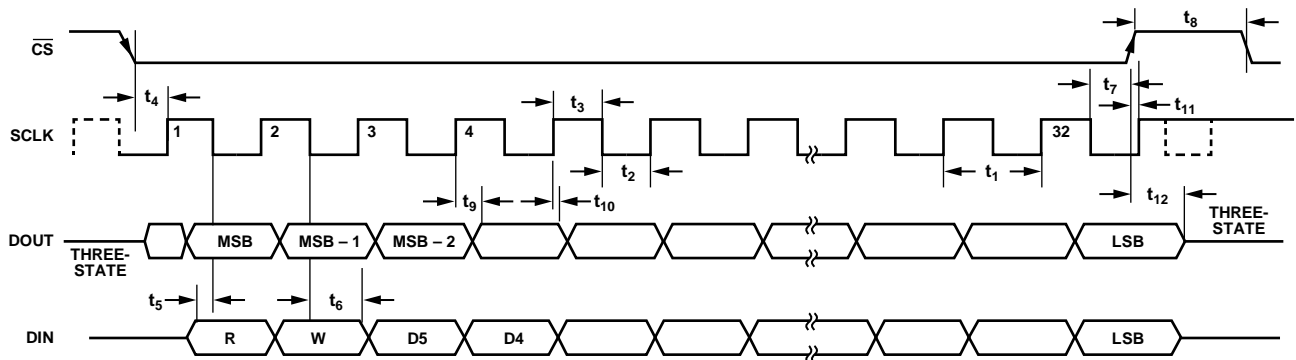 CS
t8
t4
t3
t7
t11
SCLK
1
2
3
4
32
t2
t1
t9
t10
t12
DOUT
THREE-
STATE
MSB
MSB – 1
MSB – 2
LSB
THREE-
STATE
t5
t6
DIN
R
W
D5
D4
LSB